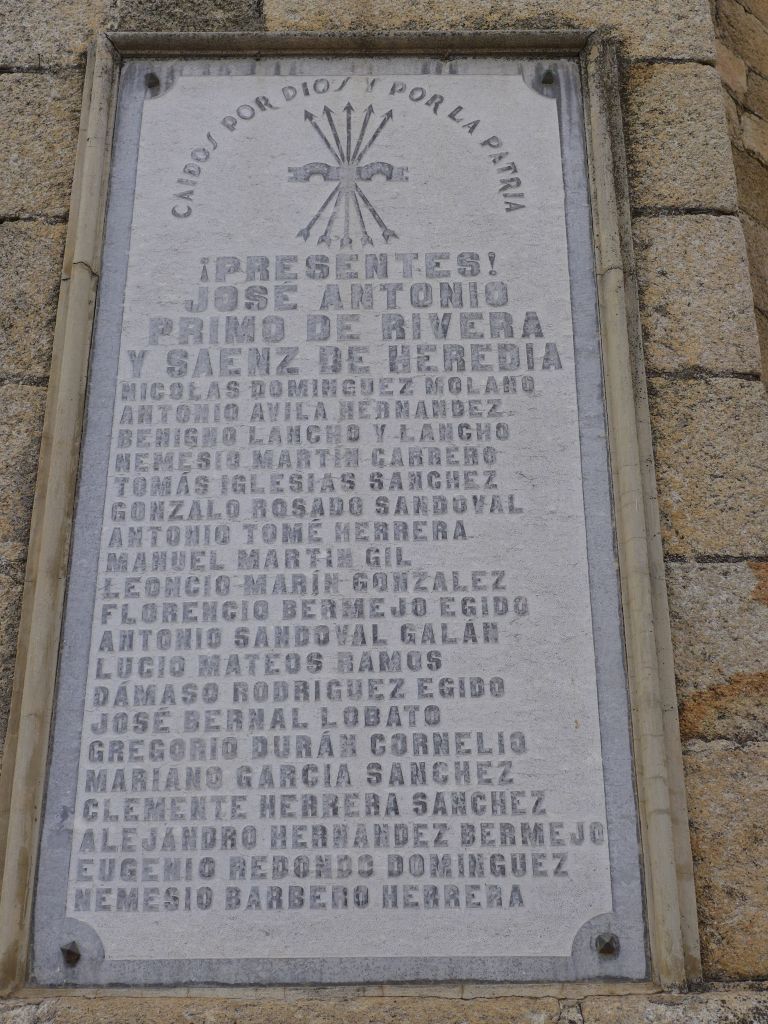 CAIDOS POR DIOS Y POR LA PATRIA
¡PRESENTES!
JOSÉ ANTONIO
PRIMO DE RIVERA
Y SAENZ DE HEREDIA
NICOLAS DOMINGUEZ MOLANO
ANTONIO AVILA HERNANDEZ
BENIGNO LANCHO Y LANCHO
NEMESIO MARTIN CARRERO
TOMÁS IGLESIAS SANCHEZ
GONZALO ROSADO SANDOVAL
ANTONIO TOMÉ HERRERA
MANUEL MARTIN GIL
LEONCIO MARÍN GONZALEZ
FLORENCIO BERMEJO EGIDO
ANTONIO SANDOVAL GALÁN
LUCIO MATEOS RAMOS
DÁMASO RODRIGUEZ EGIDO
JOSÉ BERNAL LOBATO
GREGORIO DURÁN CORNELIO
MARIANO GARCIA SANCHEZ
CLEMENTE HERRERA SANCHEZ
ALEJANDRO HERNANDEZ BERMEJO
EUGENIO REDONDO DOMINGUEZ
NEMESIO BARBERO HERRERA